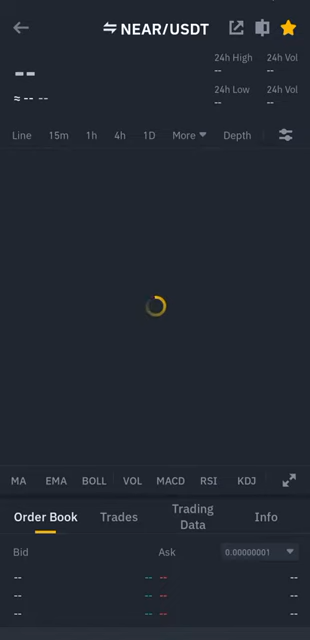 NEAR/USDT
24h High
24h Vol
--
--
--
≈ -- --
24h Low
24h Vol
--
--
Line 15m 1h 4h 1D More Depth
MA EMA BOLL VOL MACD RSI KDJ
Order Book Trades Trading Data Info
Bid Ask 0.00000001
-- -- -- --
-- -- -- --
-- -- -- --